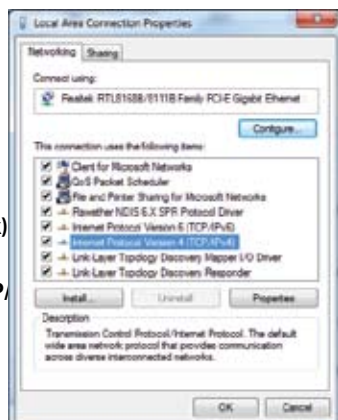 Local Area Connection Properties
Networking Sharing
Connect using:
Realtek RTL8168B/8111B Family PCI-E Gigabit Ethernet
Configure...
This connection uses the following items:
Client for Microsoft Networks
QoS Packet Scheduler
File and Printer Sharing for Microsoft Networks
Rawether NDIS 6.X SPR Protocol Driver
Internet Protocol Version 6 (TCP/IPv6)
Internet Protocol Version 4 (TCP/IPv4)
Link-Layer Topology Discovery Mapper I/O Driver
Link-Layer Topology Discovery Responder
Install... Uninstall Properties
Description
Transmission Control Protocol/Internet Protocol. The default
wide area network protocol that provides communication
across diverse interconnected networks.
OK Cancel